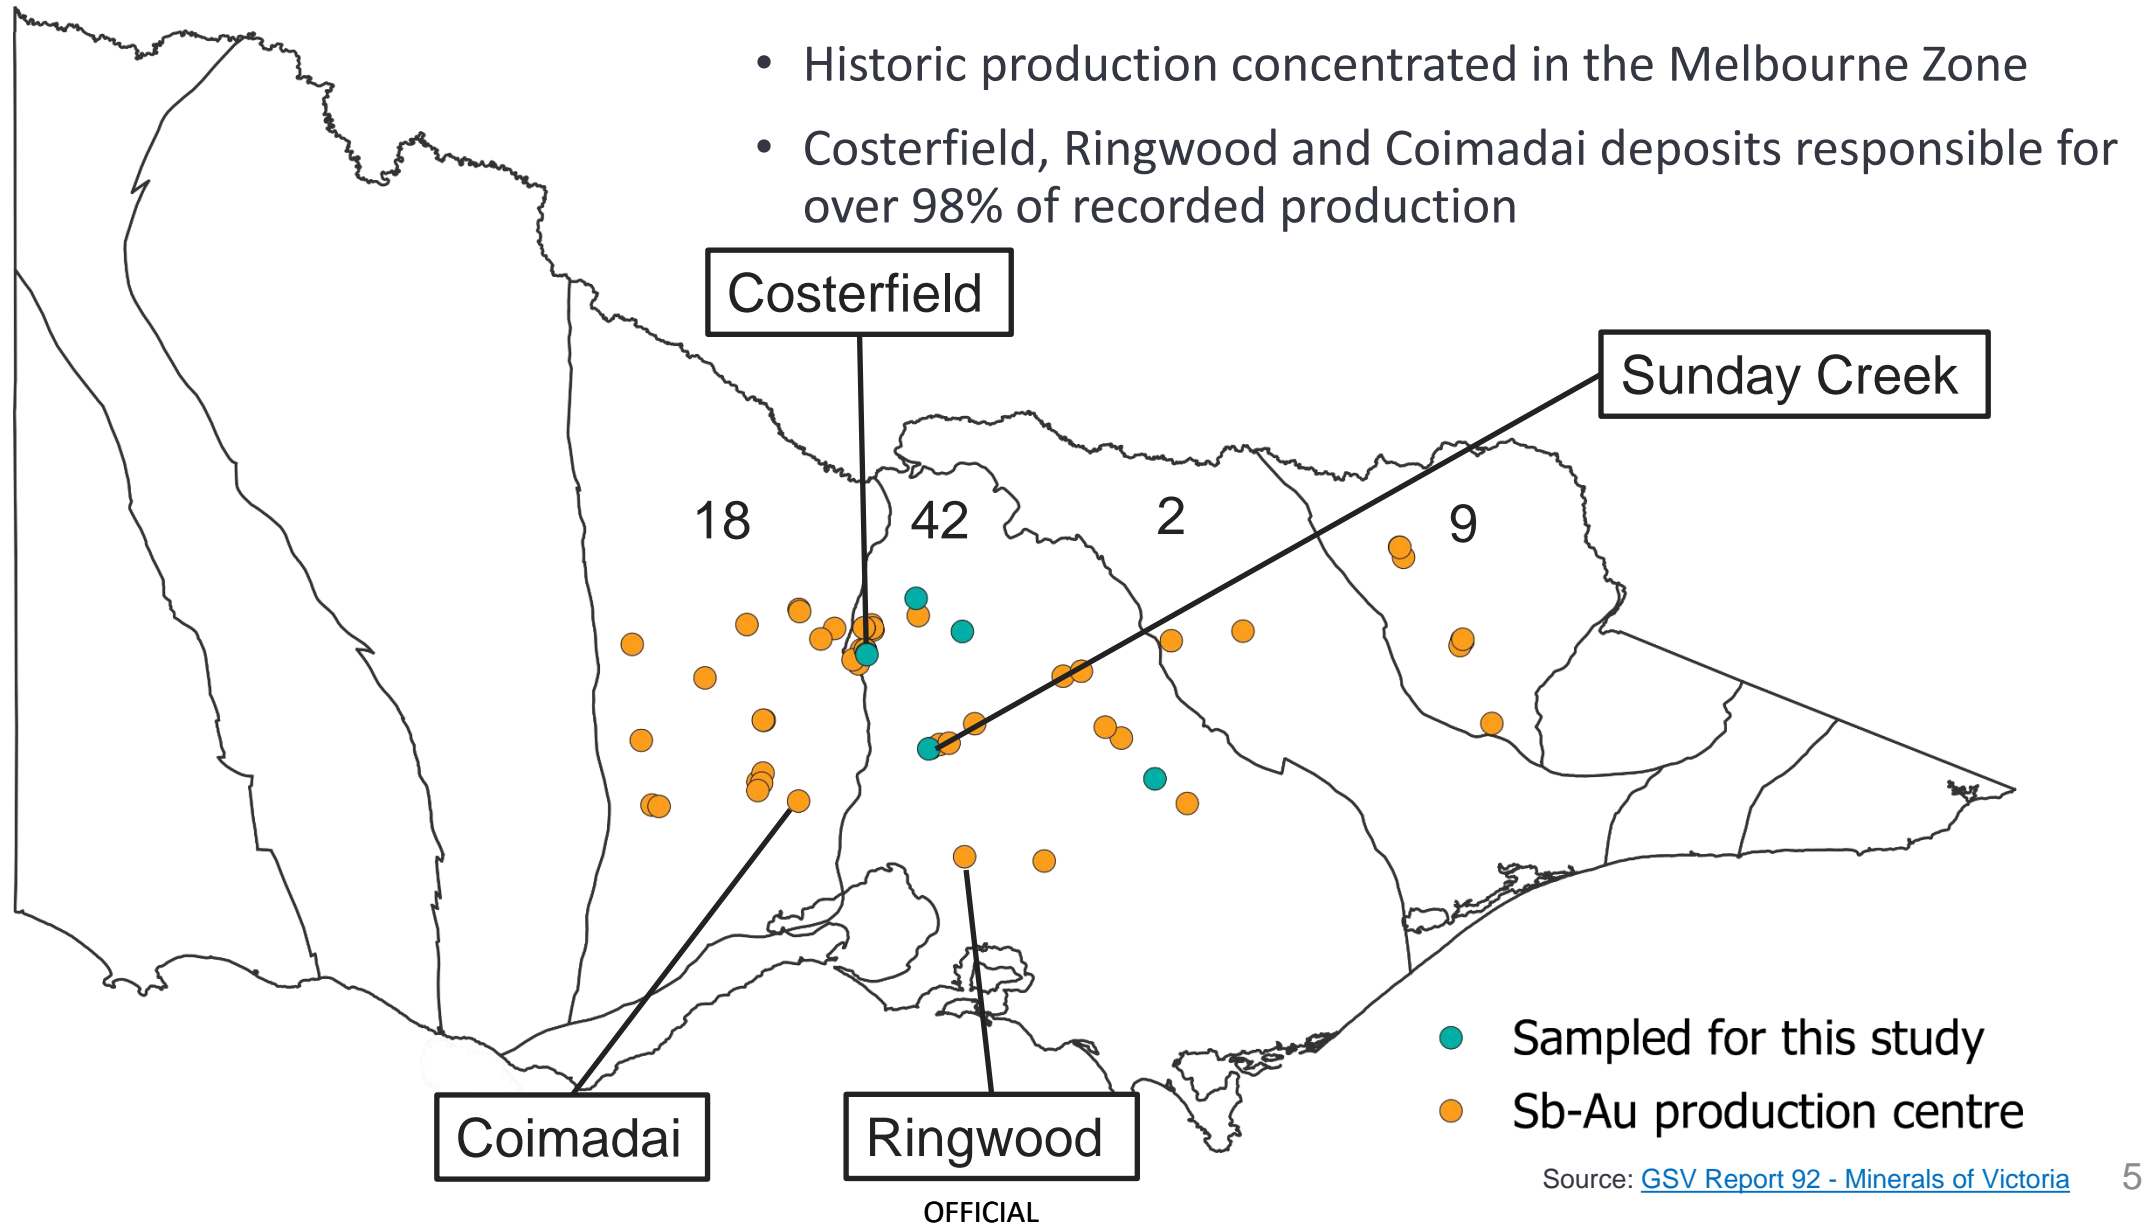 • Historic production concentrated in the Melbourne Zone
• Costerfield, Ringwood and Coimadai deposits responsible for
over 98% of recorded production
Costerfield
Sunday Creek
18
42
2
9
Coimadai
Ringwood
Sampled for this study
Sb-Au production centre
Source: GSV Report 92 - Minerals of Victoria
5
OFFICIAL